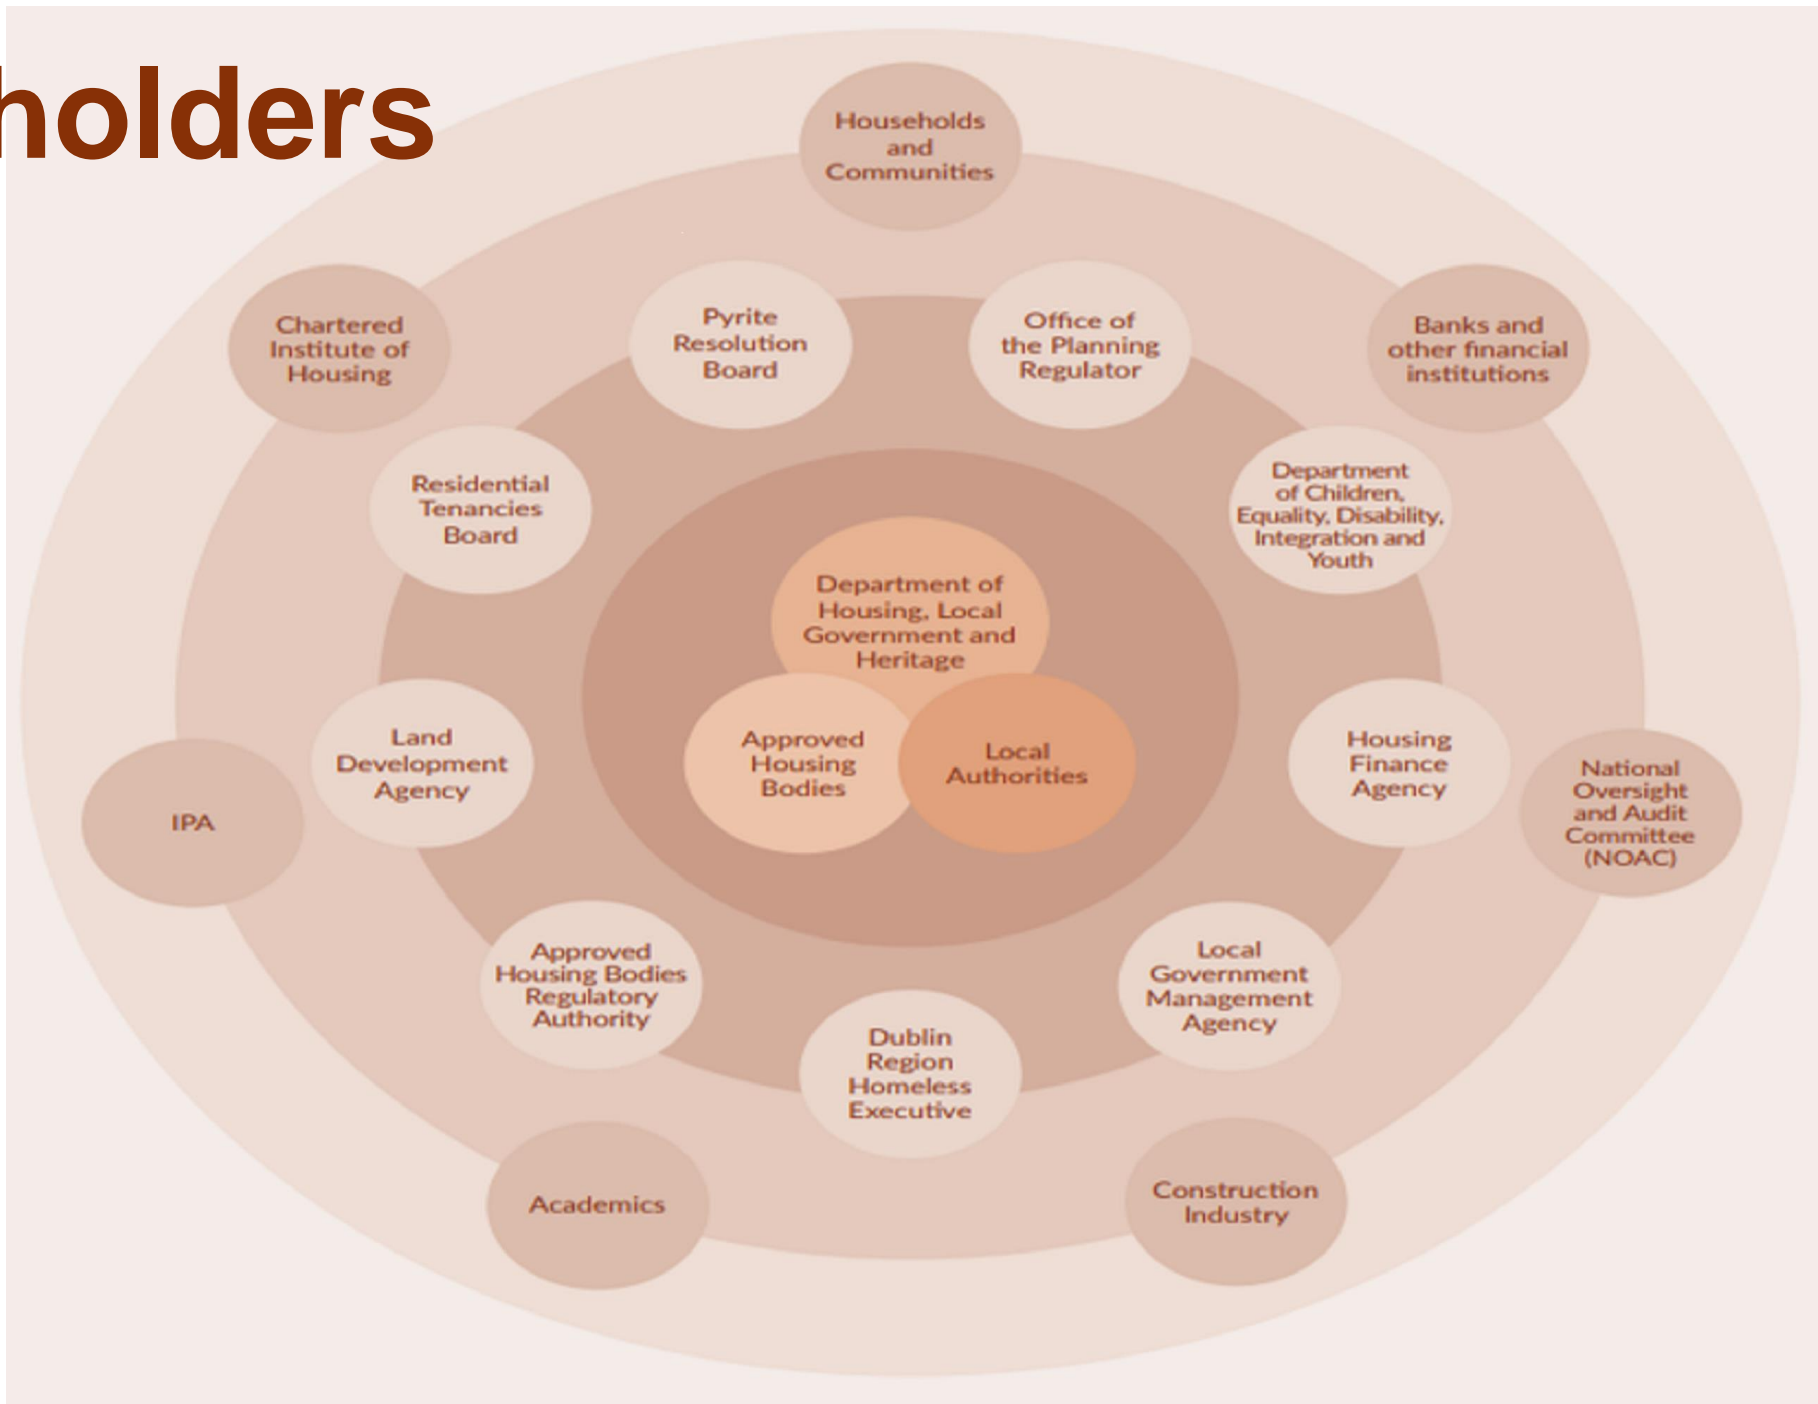 holders
Households
and
Communities
Chartered
Institute of
Housing
Pyrite
Resolution
Board
Office of
the Planning
Regulator
Banks and
other financial
institutions
Residential
Tenancies
Board
Department
of Children,
Equality, Disability,
Integration and
Youth
Department of
Housing, Local
Government and
Heritage
Land
Development
Agency
Approved
Housing
Bodies
Local
Authorities
Housing
Finance
Agency
IPA
National
Oversight
and Audit
Committee
(NOAC)
Approved
Housing Bodies
Regulatory
Authority
Local
Government
Management
Agency
Dublin
Region
Homeless
Executive
Academics
Construction
Industry